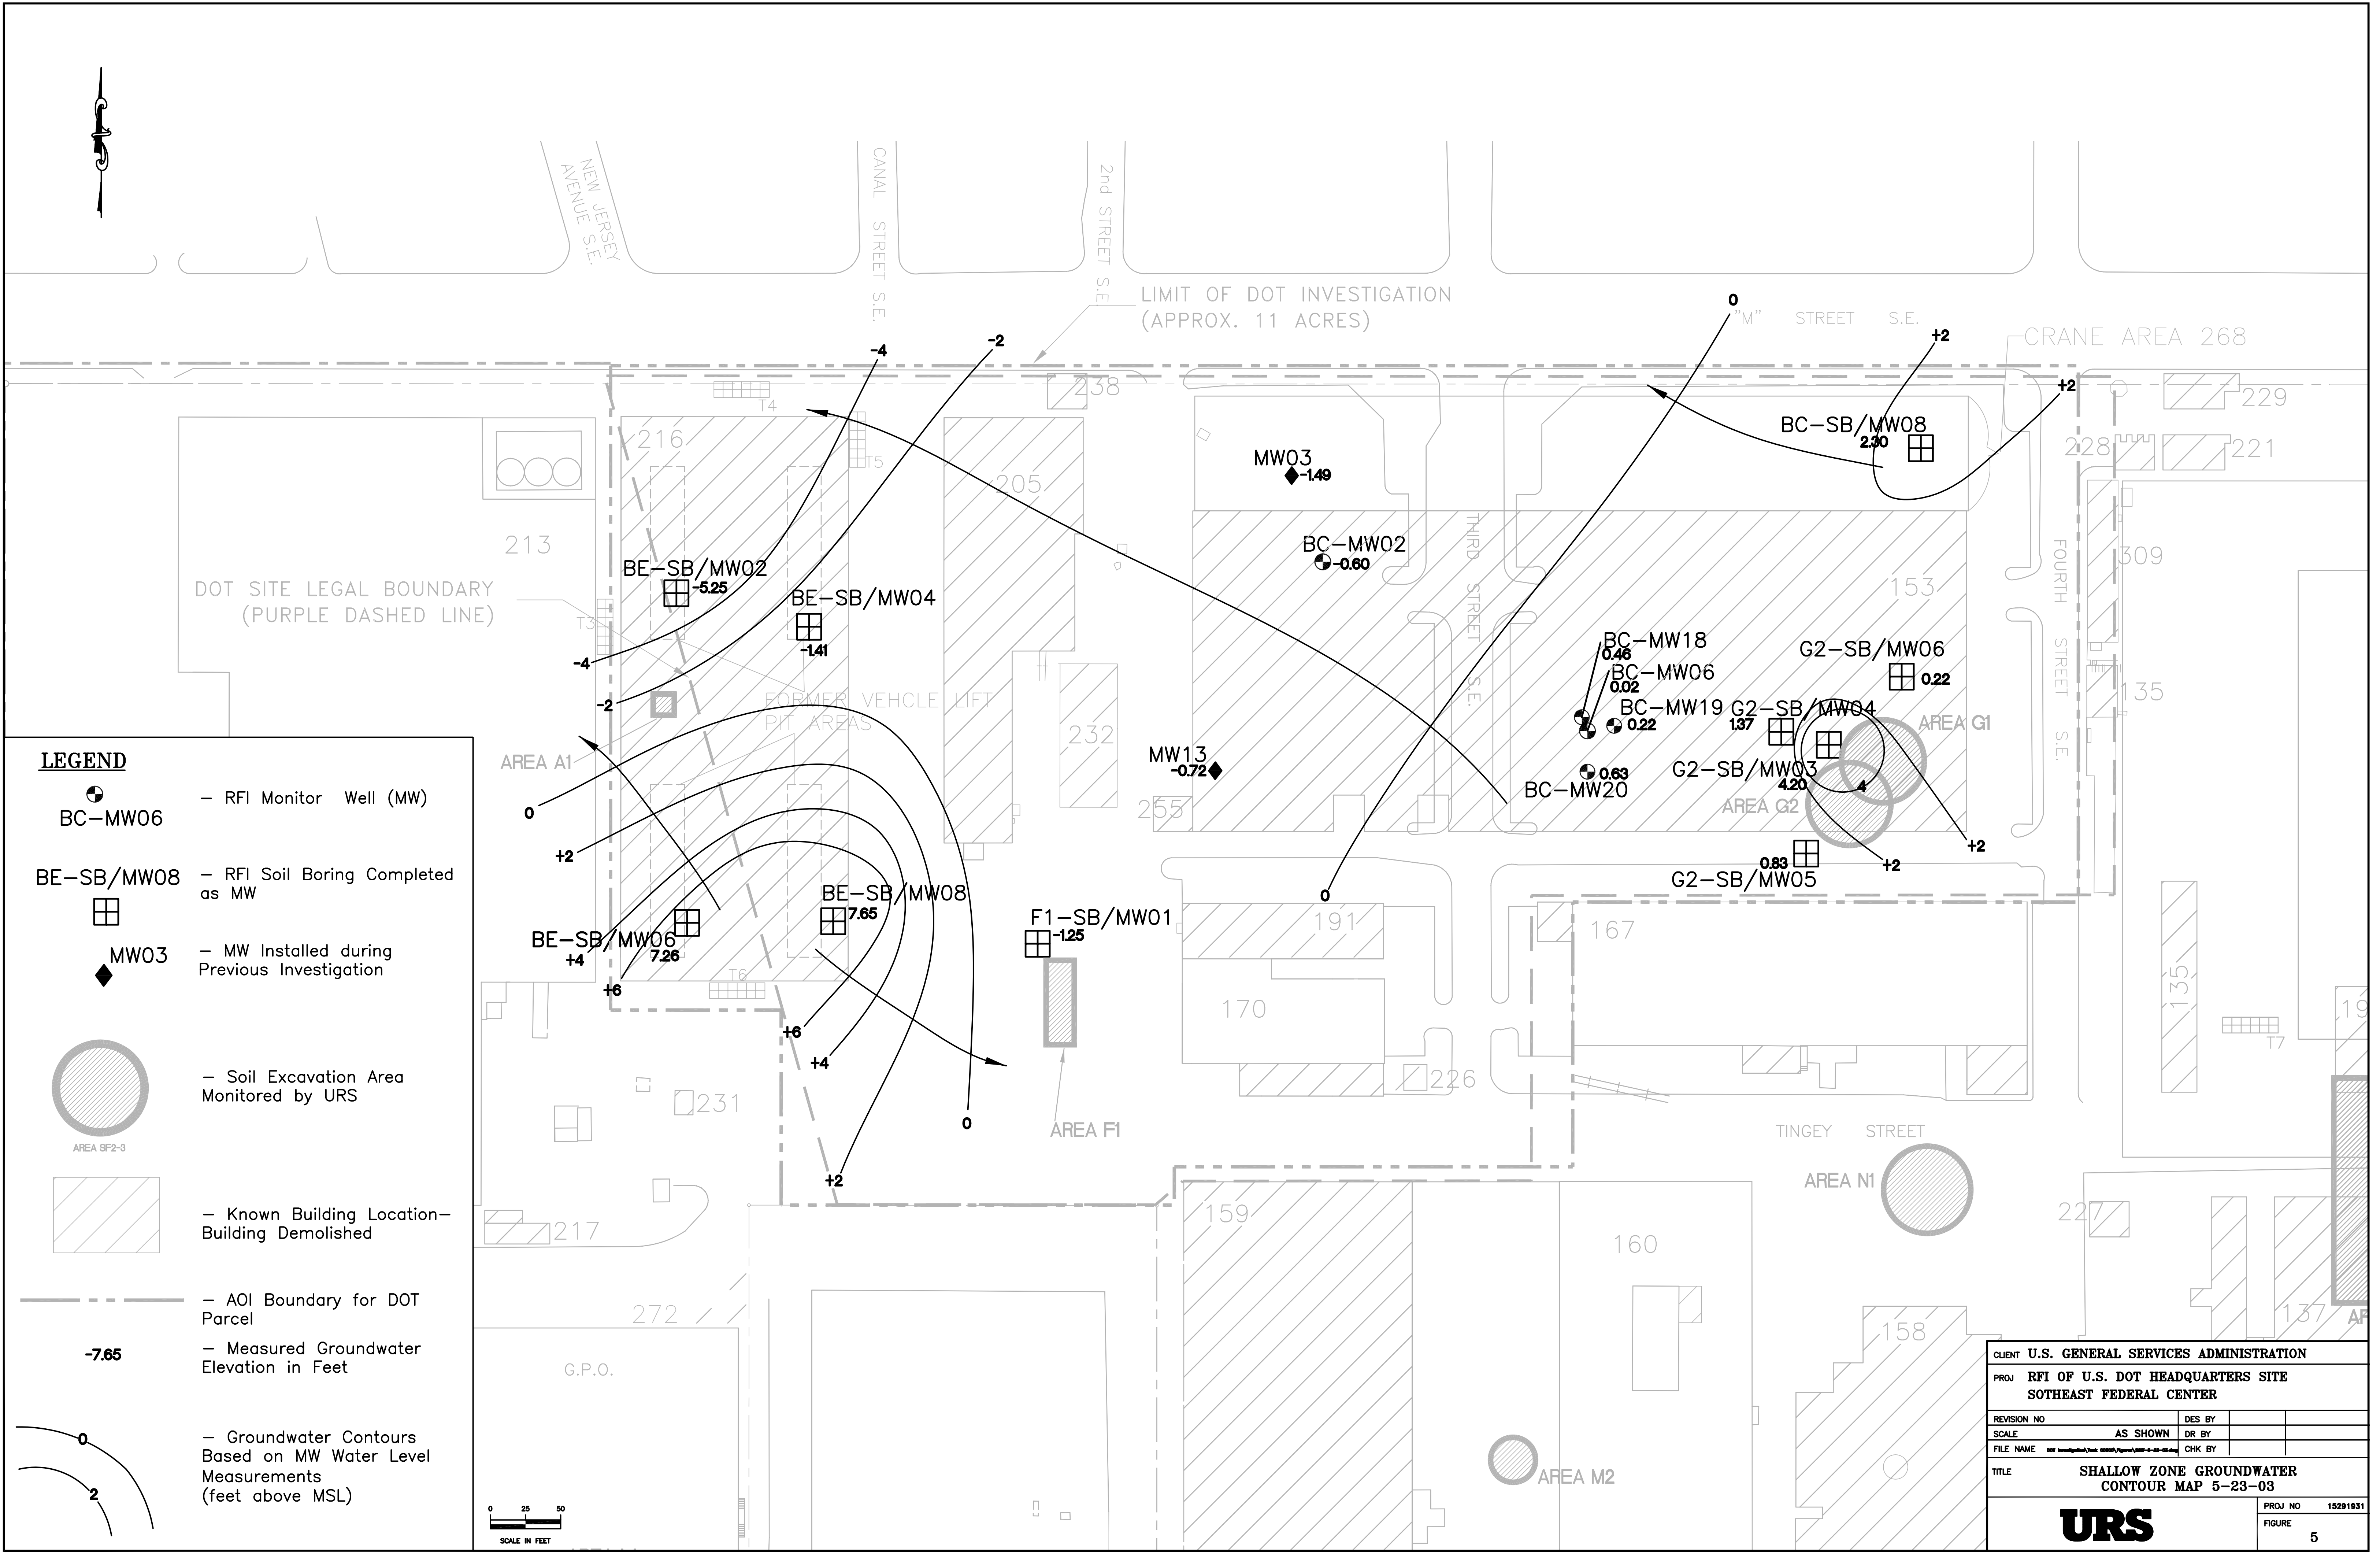 NEW JERSEY
AVENUE S.E.
CANAL STREET S.E.
2nd STREET S.E.
LIMIT OF DOT INVESTIGATION
(APPROX. 11 ACRES)
0
"M" STREET S.E.
+2
CRANE AREA 268
-4
-2
+2
238
229
T4
216
T5
205
MW03
-1.49
BC-SB/MW08
2.30
228
221
213
BC-MW02
-0.60
THIRD STREET S.E.
FOURTH STREET S.E.
309
153
DOT SITE LEGAL BOUNDARY
(PURPLE DASHED LINE)
BE-SB/MW02
-5.25
BE-SB/MW04
-1.41
T3
-4
-2
BC-MW18
0.46
BC-MW06
0.02
BC-MW19
0.22
G2-SB/MW06
0.22
135
FORMER VEHCLE LIFT
PIT AREAS
232
G2-SB/MW04
1.37
AREA G1
AREA A1
MW13
-0.72
G2-SB/MW03
4.20
4
0.63
BC-MW20
AREA G2
255
0
+2
+2
+2
0.83
G2-SB/MW05
0
BE-SB/MW08
7.65
BE-SB/MW06
7.26
+4
+6
T6
F1-SB/MW01
-1.25
191
167
170
135
19
T7
+6
+4
231
0
AREA F1
226
TINGEY STREET
AREA N1
+2
217
159
160
227
272
G.P.O.
158
137
AREA M2
LEGEND
BC-MW06
- RFI Monitor Well (MW)
BE-SB/MW08
- RFI Soil Boring Completed
as MW
MW03
- MW Installed during
Previous Investigation
- Soil Excavation Area
Monitored by URS
AREA SF2-3
- Known Building Location-
Building Demolished
- AOI Boundary for DOT
Parcel
-7.65
- Measured Groundwater
Elevation in Feet
0
2
- Groundwater Contours
Based on MW Water Level
Measurements
(feet above MSL)
0 25 50
SCALE IN FEET
CLIENT U.S. GENERAL SERVICES ADMINISTRATION
PROJ RFI OF U.S. DOT HEADQUARTERS SITE
SOTHEAST FEDERAL CENTER
REVISION NO DES BY
SCALE AS SHOWN DR BY
FILE NAME CHK BY
TITLE SHALLOW ZONE GROUNDWATER
CONTOUR MAP 5-23-03
URS
PROJ NO 15291931
FIGURE
5